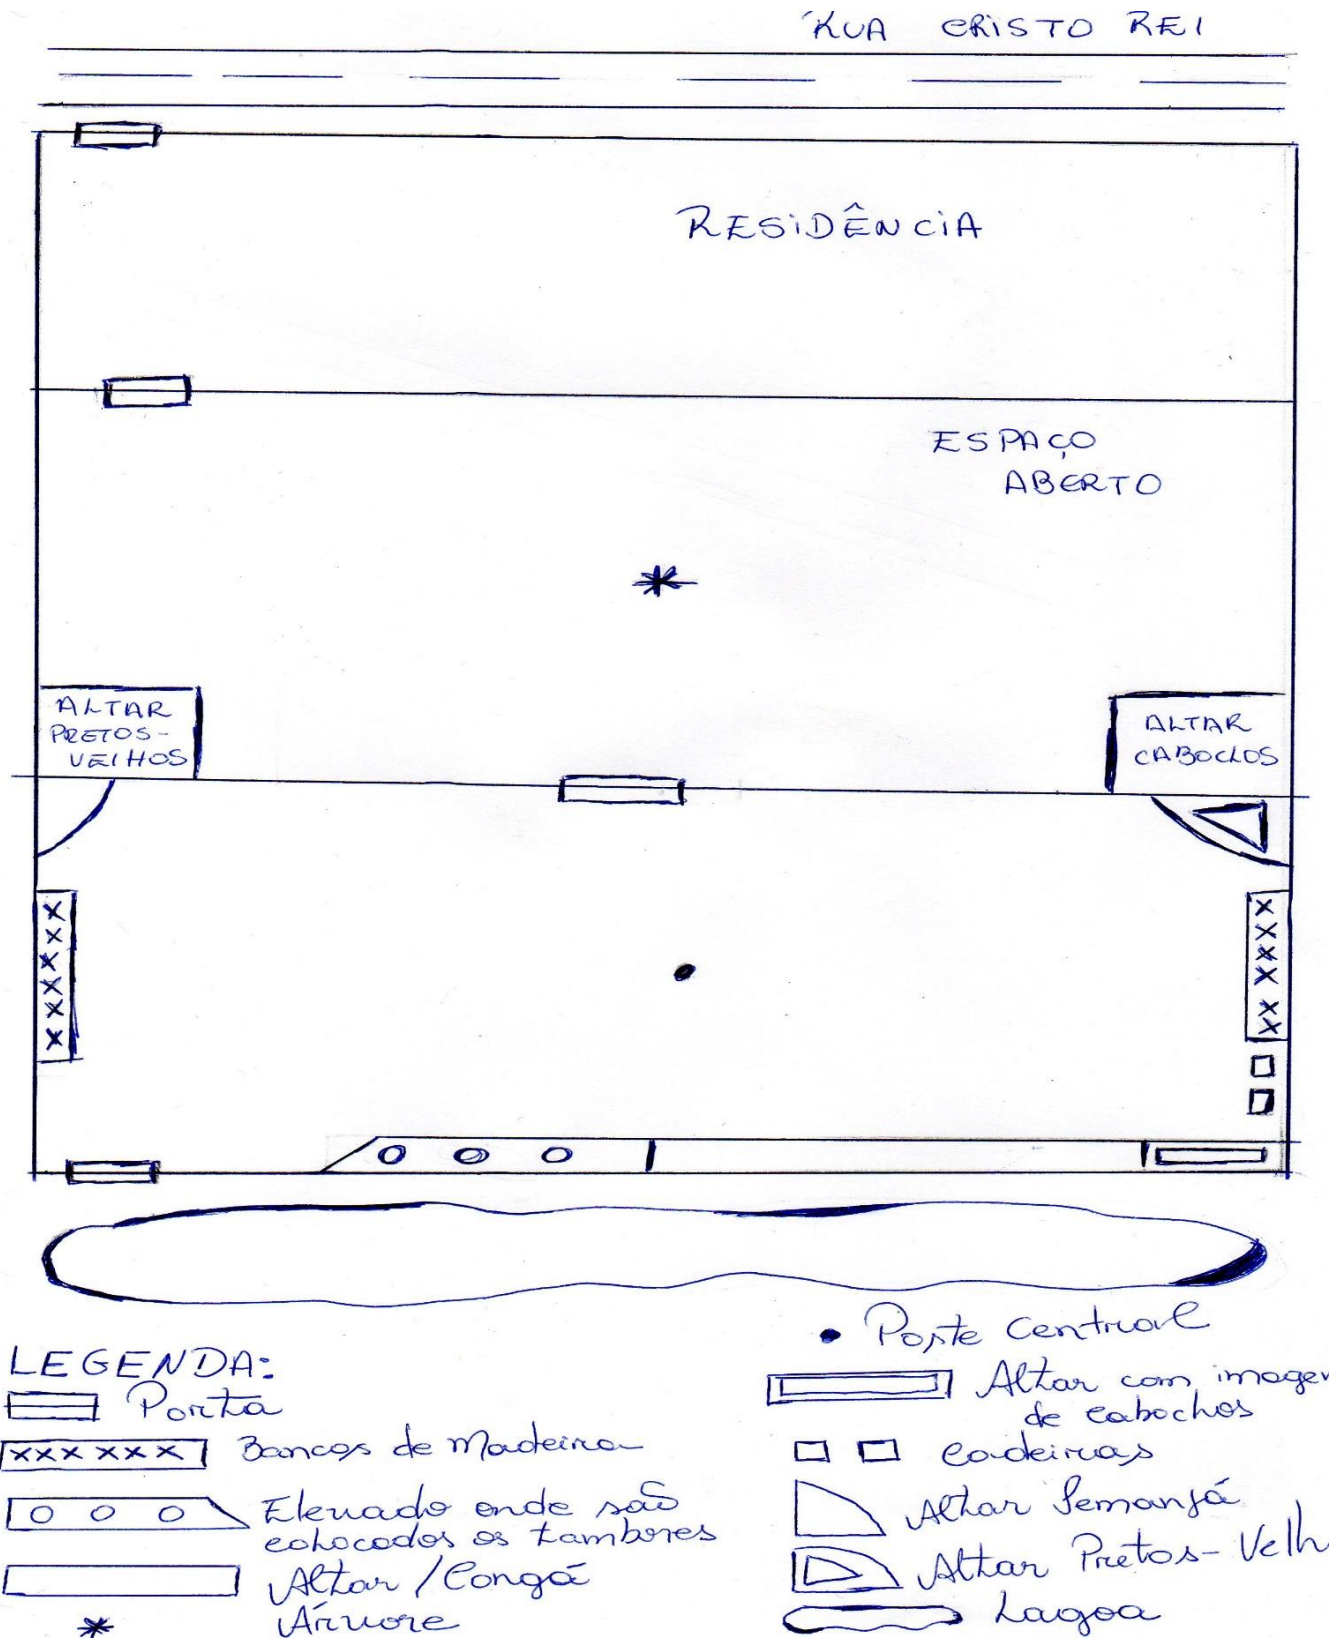 RUA CRISTO REI
RESIDÊNCIA
ESPAÇO
ABERTO
ALTAR
PRETOS-
VELHOS
ALTAR
CABOCLOS
LEGENDA:
Porta
xxx xxx Bancos de Madeira
Elevado onde são
colocados os tambores
Altar / Congá
Árvore
• Poste Central
Altar com imagem
de caboclos
Cadeiras
Altar Iemanjá
Altar Pretos-Velh
Lagoa